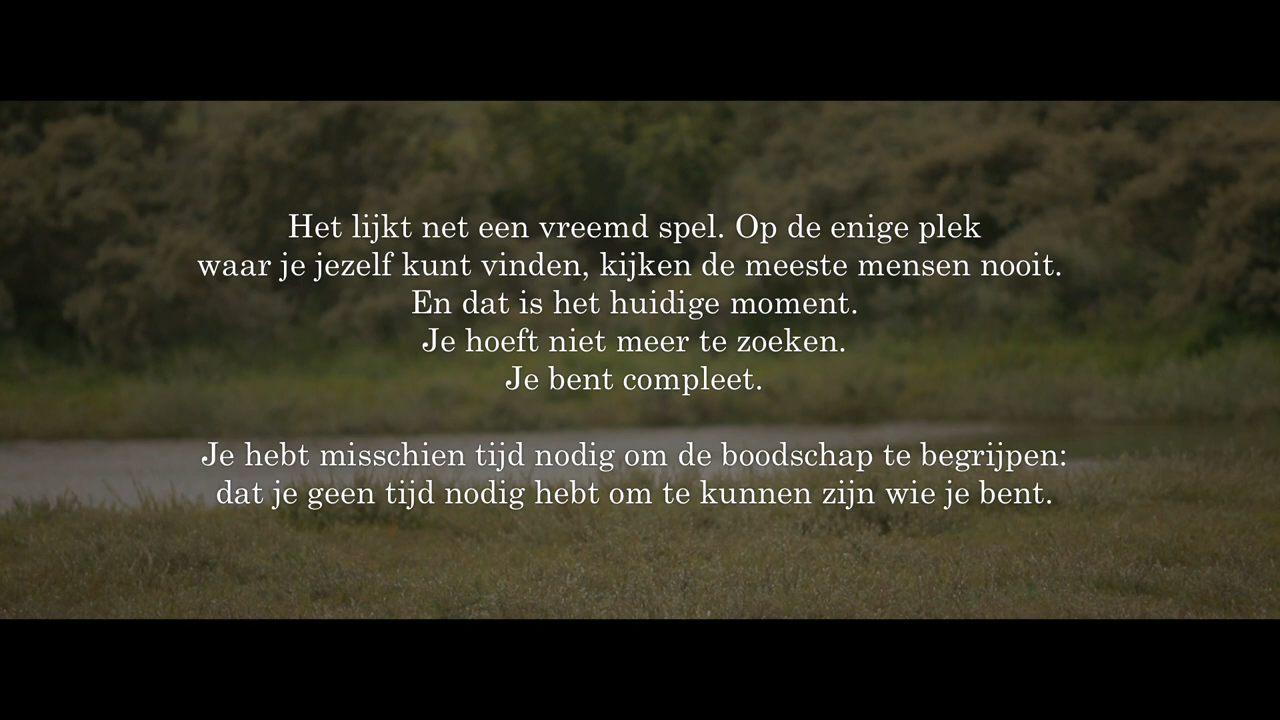 Het lijkt net een vreemd spel. Op de enige plek
waar je jezelf kunt vinden, kijken de meeste mensen nooit.
En dat is het huidige moment.
Je hoeft niet meer te zoeken.
Je bent compleet.
Je hebt misschien tijd nodig om de boodschap te begrijpen:
dat je geen tijd nodig hebt om te kunnen zijn wie je bent.